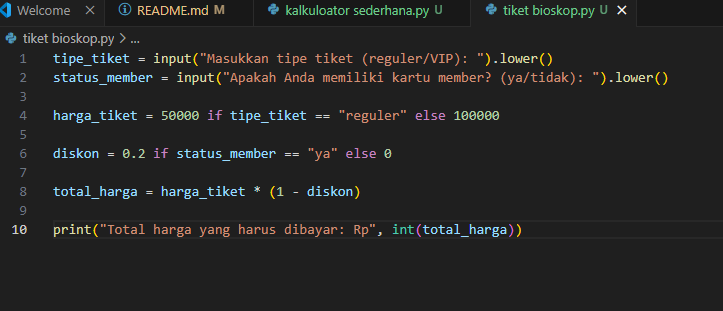 Welcome README.md M kalkuloator sederhana.py U tiket bioskop.py U
tiket bioskop.py > ...
1 tipe_tiket = input("Masukkan tipe tiket (reguler/VIP): ").lower()
2 status_member = input("Apakah Anda memiliki kartu member? (ya/tidak): ").lower()
3
4 harga_tiket = 50000 if tipe_tiket == "reguler" else 100000
5
6 diskon = 0.2 if status_member == "ya" else 0
7
8 total_harga = harga_tiket * (1 - diskon)
9
10 print("Total harga yang harus dibayar: Rp", int(total_harga))